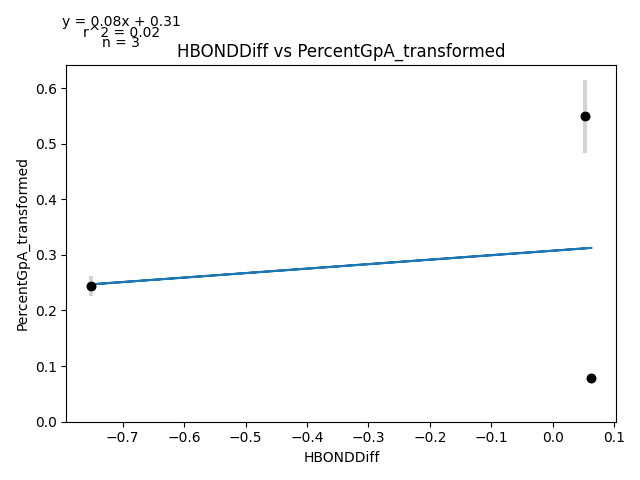 y = 0.08x + 0.31
r^2 = 0.02
n = 3
HBONDDiff vs PercentGpA_transformed
PercentGpA_transformed
0.6
0.5
0.4
0.3
0.2
0.1
0.0
−0.7 −0.6 −0.5 −0.4 −0.3 −0.2 −0.1 0.0 0.1
HBONDDiff